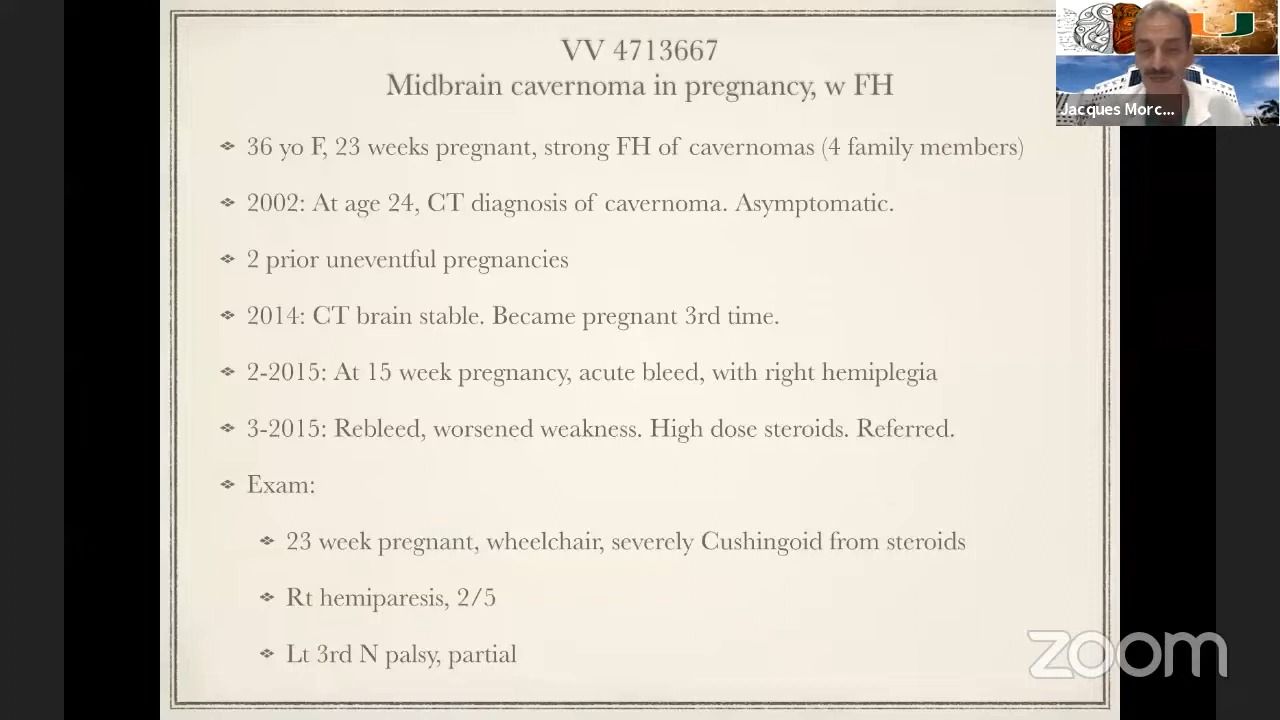 VV 4713667
Midbrain cavernoma in pregnancy, w FH
Jacques Morc...
36 yo F, 23 weeks pregnant, strong FH of cavernomas (4 family members)
2002: At age 24, CT diagnosis of cavernoma. Asymptomatic.
2 prior uneventful pregnancies
2014: CT brain stable. Became pregnant 3rd time.
2-2015: At 15 week pregnancy, acute bleed, with right hemiplegia
3-2015: Rebleed, worsened weakness. High dose steroids. Referred.
Exam:
23 week pregnant, wheelchair, severely Cushingoid from steroids
Rt hemiparesis, 2/5
Lt 3rd N palsy, partial
zoom